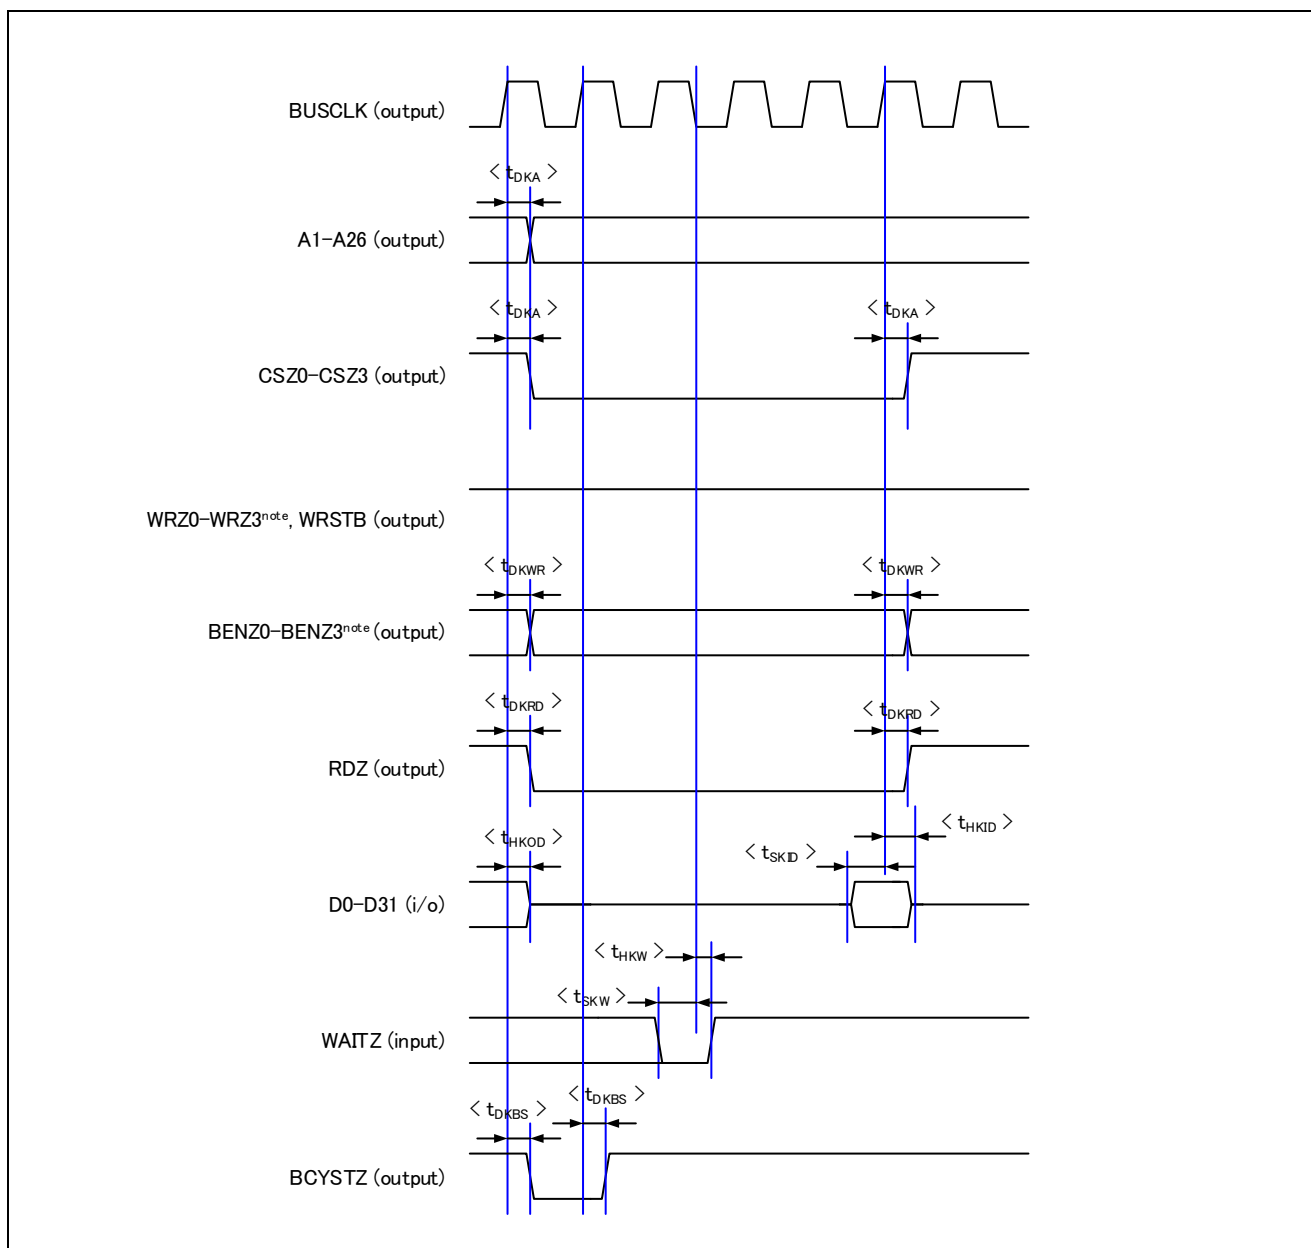 BUSCLK (output)
< tDKA >
A1-A26 (output)
< tDKA > < tDKA >
CSZ0-CSZ3 (output)
WRZ0-WRZ3note, WRSTB (output)
< tDKWR > < tDKWR >
BENZ0-BENZ3note (output)
< tDKRD > < tDKRD >
RDZ (output)
< tHKID >
< tHKOD > < tSKID >
D0-D31 (i/o)
< tHKW >
< tSKW >
WAITZ (input)
< tDKBS >
< tDKBS >
BCYSTZ (output)